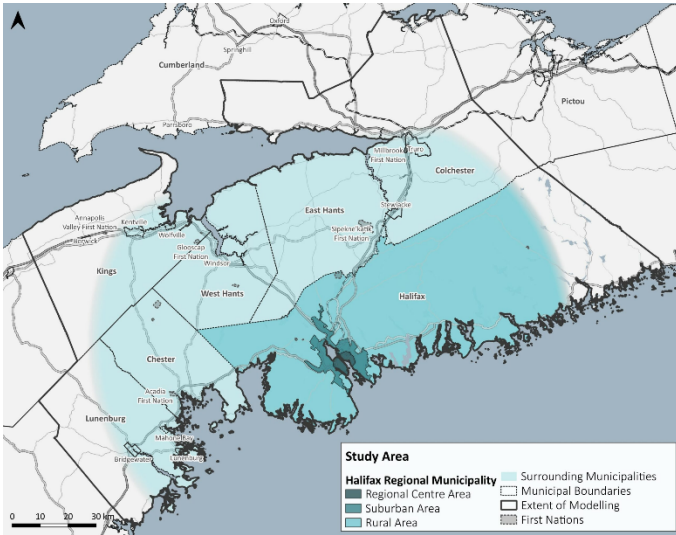 Oxford
Springhill
Cumberland
Pictou
Parrsboro
Millbrook
First Nation
Truro
Colchester
Stewiacke
East Hants
Sipekne'katik
First Nation
Annapolis
Valley First Nation
Kentville
Berwick
Wolfville
Glooscap
First Nation
Windsor
Kings
West Hants
Halifax
Chester
Acadia
First Nation
Lunenburg
Mahone Bay
Bridgewater
Lunenburg
0 10 20 30 km
Study Area
Halifax Regional Municipality
Regional Centre Area
Suburban Area
Rural Area
Surrounding Municipalities
Municipal Boundaries
Extent of Modelling
First Nations